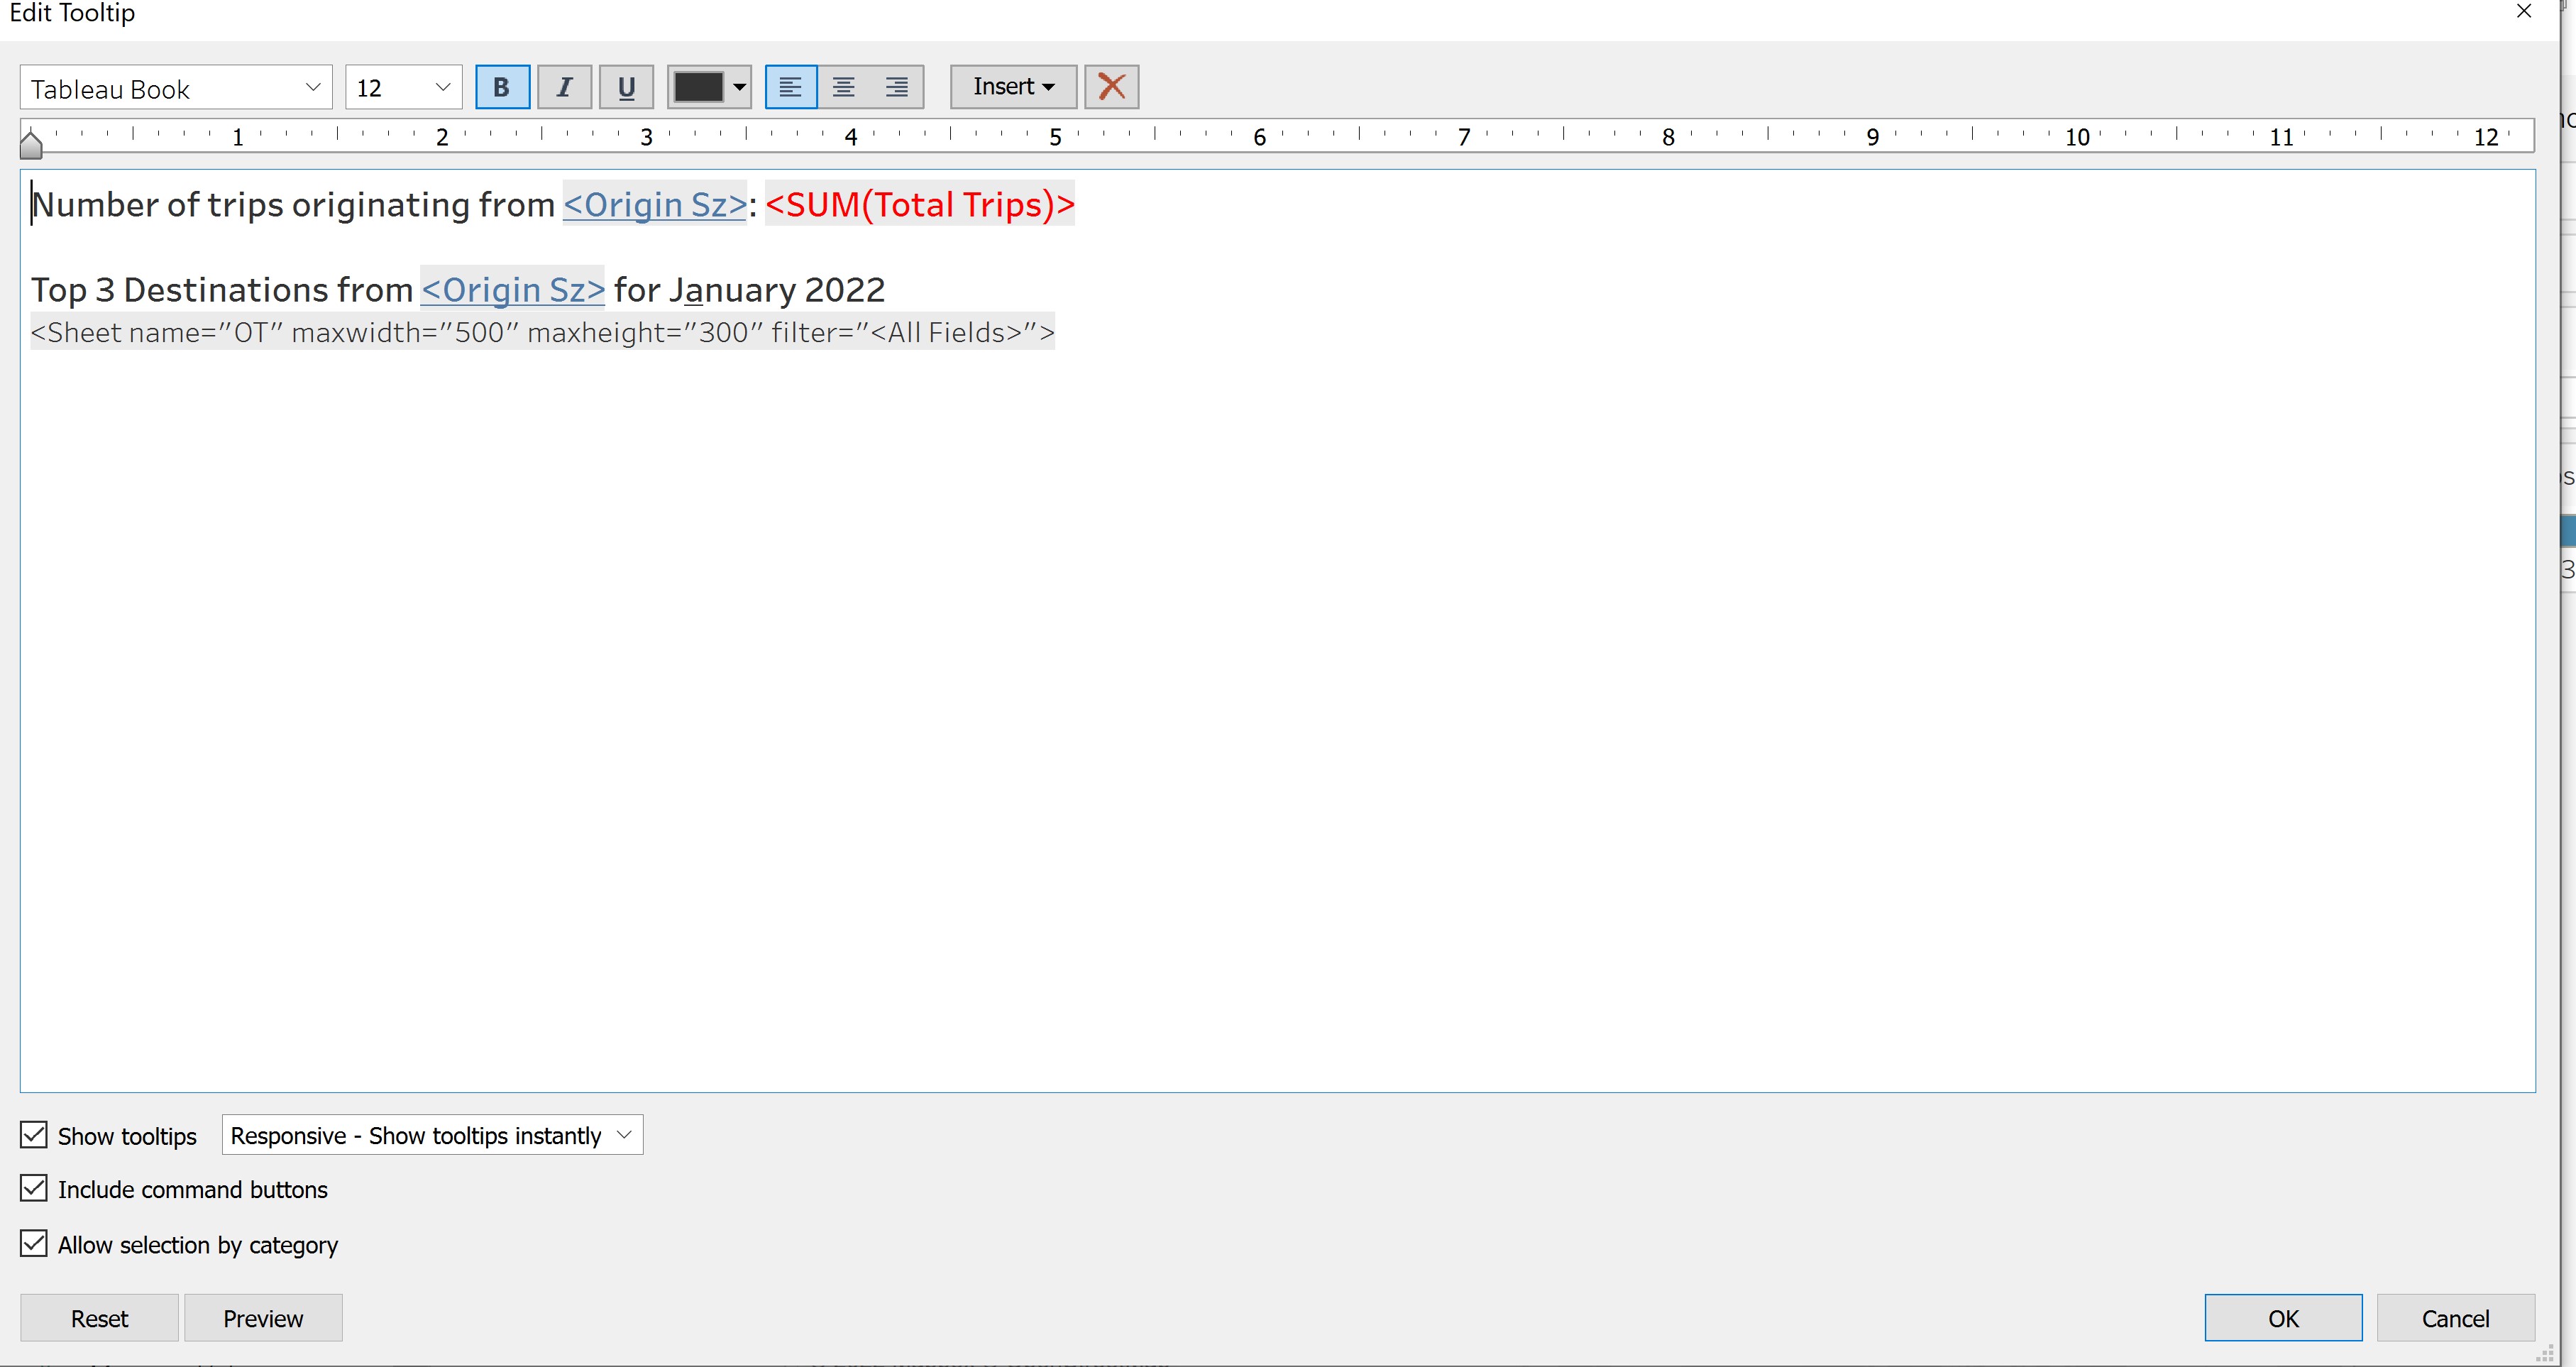 Edit Tooltip
Tableau Book 12 B I U Insert
1 2 3 4 5 6 7 8 9 10 11 12
Number of trips originating from <Origin Sz>: <SUM(Total Trips)>
Top 3 Destinations from <Origin Sz> for January 2022
<Sheet name="OT" maxwidth="500" maxheight="300" filter="<All Fields>">
Show tooltips Responsive - Show tooltips instantly
Include command buttons
Allow selection by category
Reset Preview OK Cancel